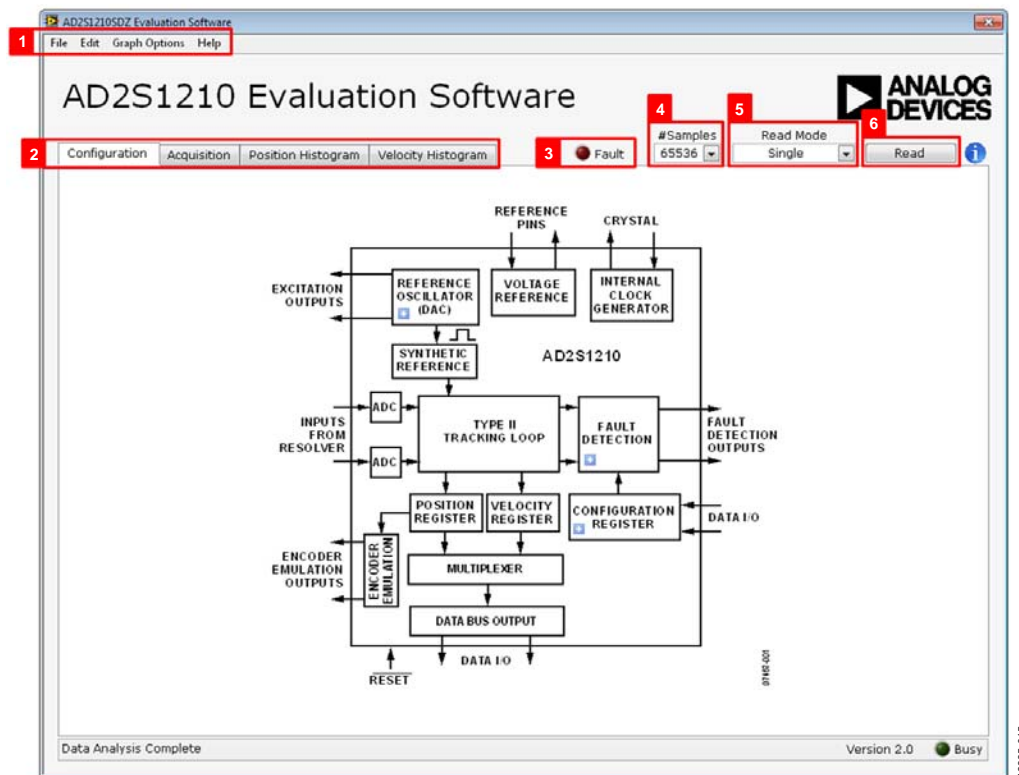 AD2S1210SDZ Evaluation Software
1 File Edit Graph Options Help
AD2S1210 Evaluation Software
ANALOG
DEVICES
4 5 6
#Samples Read Mode
2 Configuration Acquisition Position Histogram Velocity Histogram 3 Fault 65536 Single Read i
REFERENCE
PINS
CRYSTAL
EXCITATION
OUTPUTS
REFERENCE
OSCILLATOR
(DAC)
VOLTAGE
REFERENCE
INTERNAL
CLOCK
GENERATOR
SYNTHETIC
REFERENCE
AD2S1210
INPUTS
FROM
RESOLVER
ADC
ADC
TYPE II
TRACKING LOOP
FAULT
DETECTION
FAULT
DETECTION
OUTPUTS
POSITION
REGISTER
VELOCITY
REGISTER
CONFIGURATION
REGISTER
DATA I/O
ENCODER
EMULATION
OUTPUTS
ENCODER
EMULATION
MULTIPLEXER
DATA BUS OUTPUT
DATA I/O
RESET
07467-001
Data Analysis Complete Version 2.0 Busy